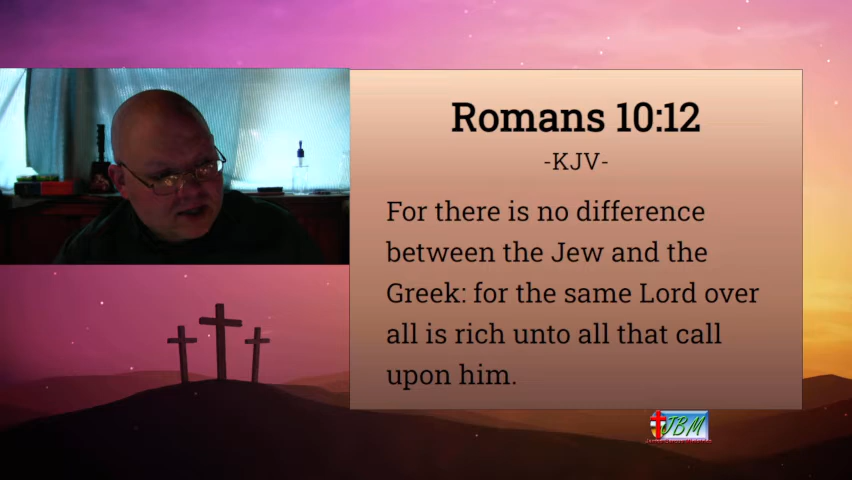 Romans 10:12
-KJV-
For there is no difference
between the Jew and the
Greek: for the same Lord over
all is rich unto all that call
upon him.
JBM